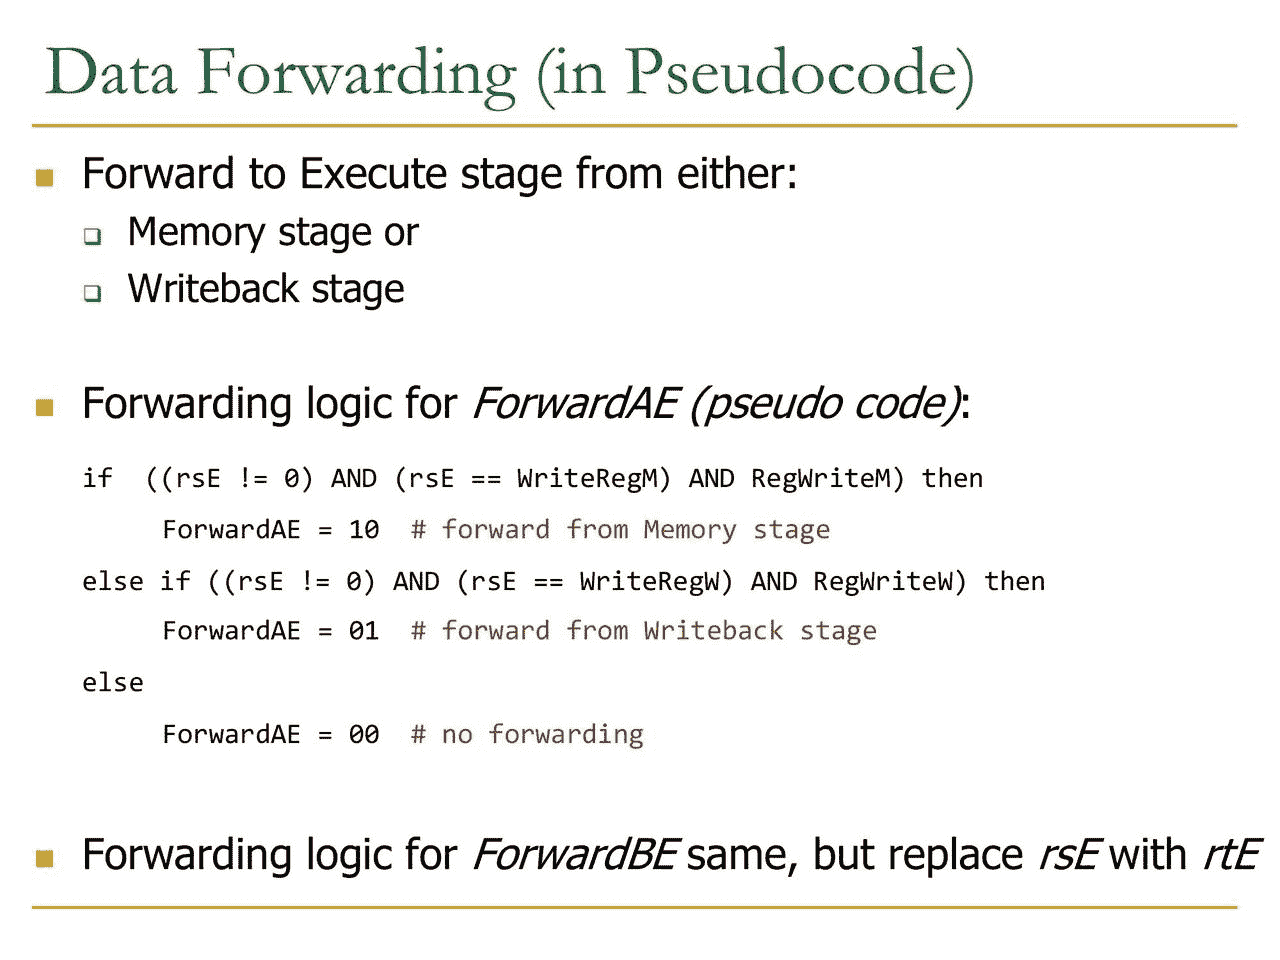 Data Forwarding (in Pseudocode)
Forward to Execute stage from either:
Memory stage or
Writeback stage
Forwarding logic for ForwardAE (pseudo code):
if  ((rsE != 0) AND (rsE == WriteRegM) AND RegWriteM) then
ForwardAE = 10  # forward from Memory stage
else if ((rsE != 0) AND (rsE == WriteRegW) AND RegWriteW) then
ForwardAE = 01  # forward from Writeback stage
else
ForwardAE = 00  # no forwarding
Forwarding logic for ForwardBE same, but replace rsE with rtE